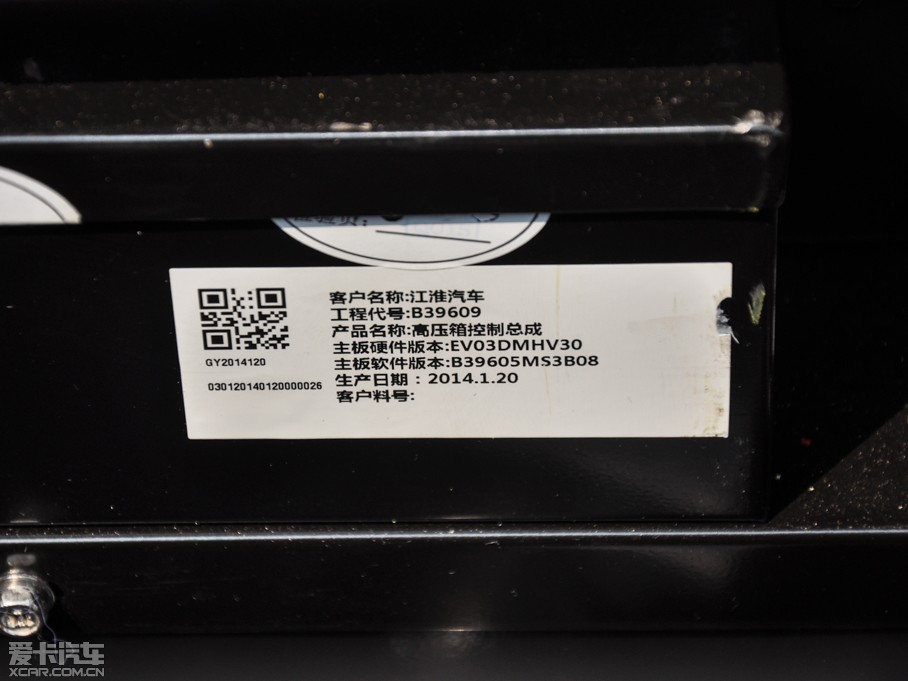 客户名称:江淮汽车
工程代号:B39609
产品名称:高压箱控制总成
主板硬件版本:EV03DMHV30
主板软件版本:B39605MS3B08
生产日期：2014.1.20
客户料号:
GY2014120
030120140120000026
爱卡汽车
XCAR.COM.CN